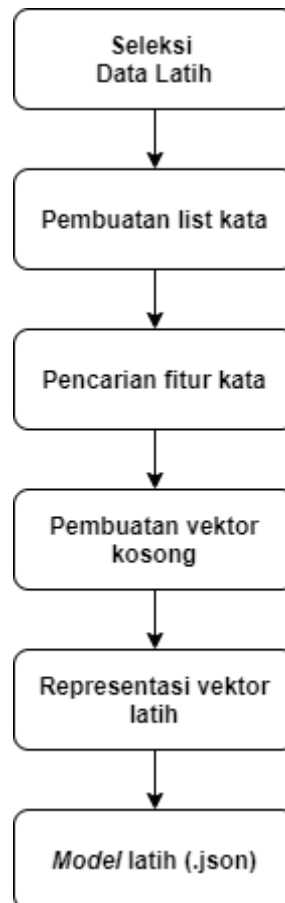 Seleksi
Data Latih
Pembuatan list kata
Pencarian fitur kata
Pembuatan vektor
kosong
Representasi vektor
latih
Model latih (.json)